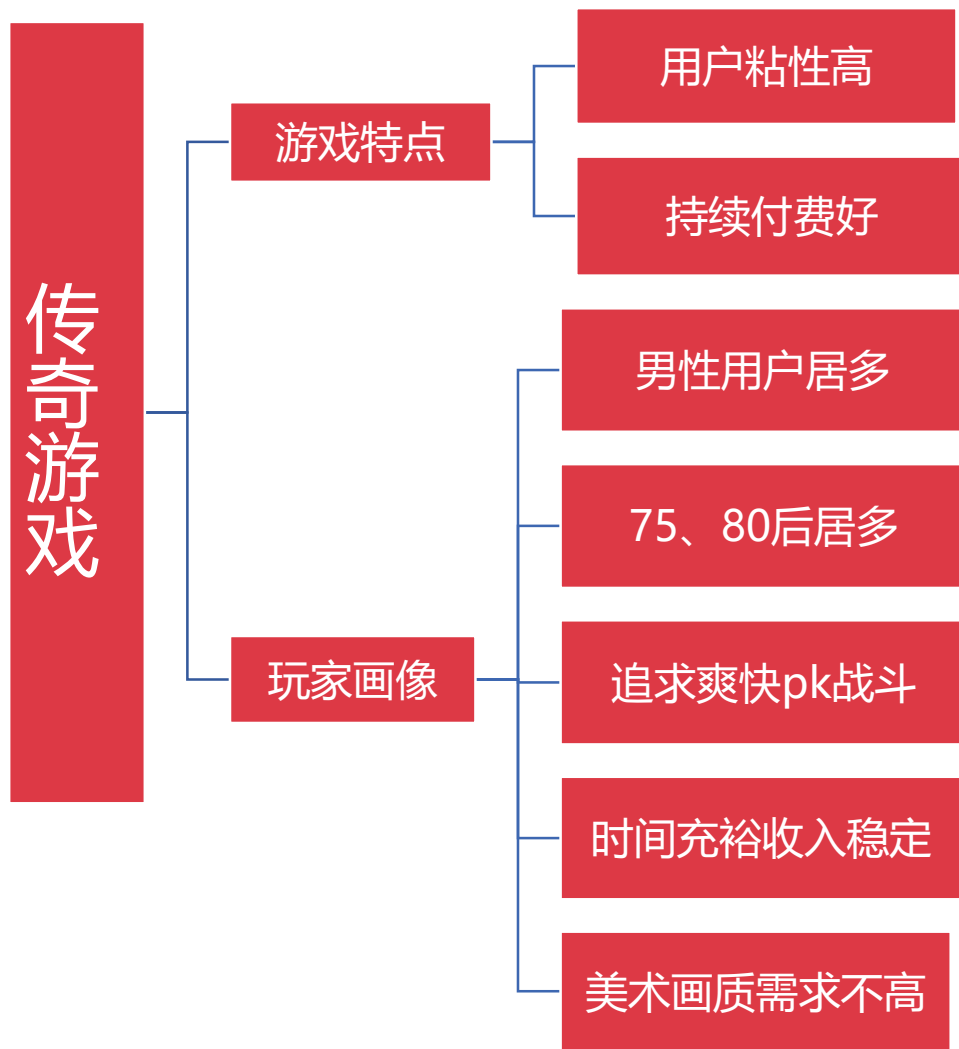 传奇游戏
游戏特点
用户粘性高
持续付费好
玩家画像
男性用户居多
75、80后居多
追求爽快pk战斗
时间充裕收入稳定
美术画质需求不高